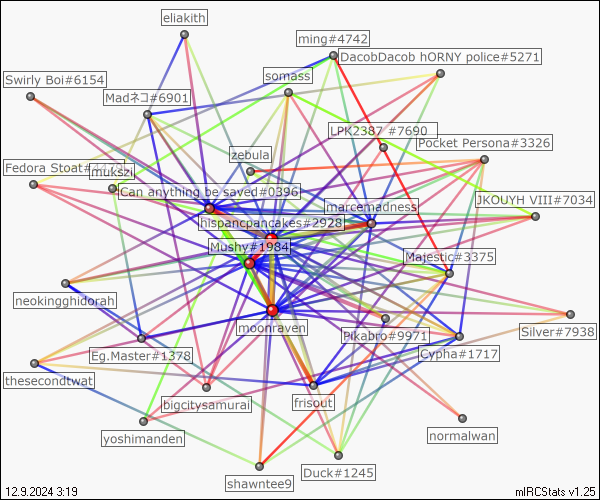 eliakith
ming#4742
DacobDacob hORNY police#5271
Swirly Boi#6154
somass
Madネコ#6901
LPK2387 #7690
Pocket Persona#3326
zebula
Fedora Stoat#
mukszi
Can anything be saved#0396
JKOUYH VIII#7034
marcemadness
hispancpancakes#2928
Mushy#1984
Majestic#3375
neokingghidorah
moonraven
Pikabro#9971
Silver#7938
Eg.Master#1378
Cypha#1717
thesecondtwat
bigcitysamurai
frisout
yoshimanden
normalwan
Duck#1245
shawntee9
12.9.2024 3:19
mIRCStats v1.25